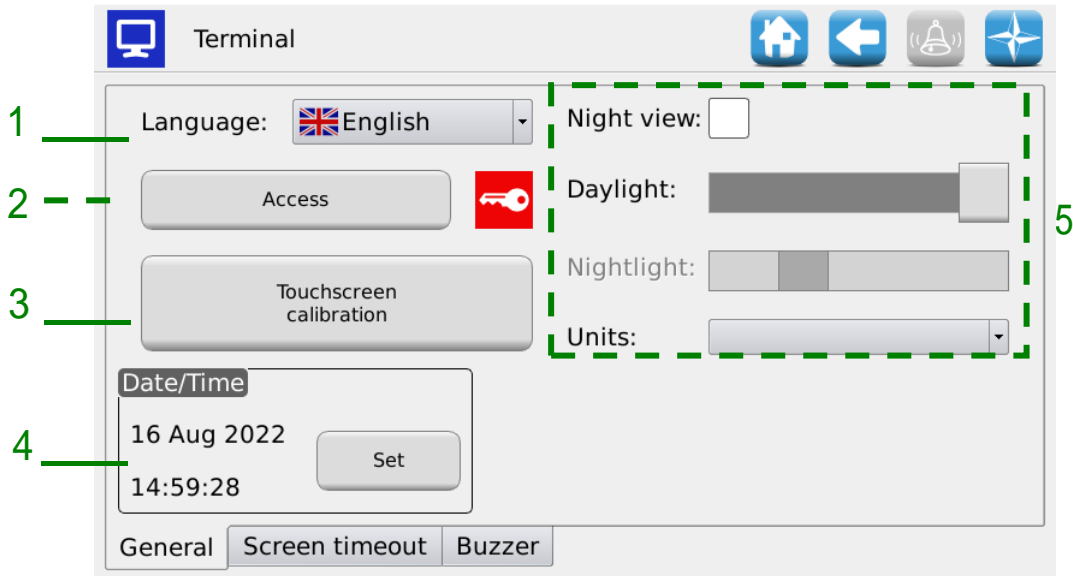 Terminal
1
Language:
English
2
Access
3
Touchscreen
calibration
4
Date/Time
16 Aug 2022
14:59:28
Set
Night view:
Daylight:
Nightlight:
Units:
5
General
Screen timeout
Buzzer